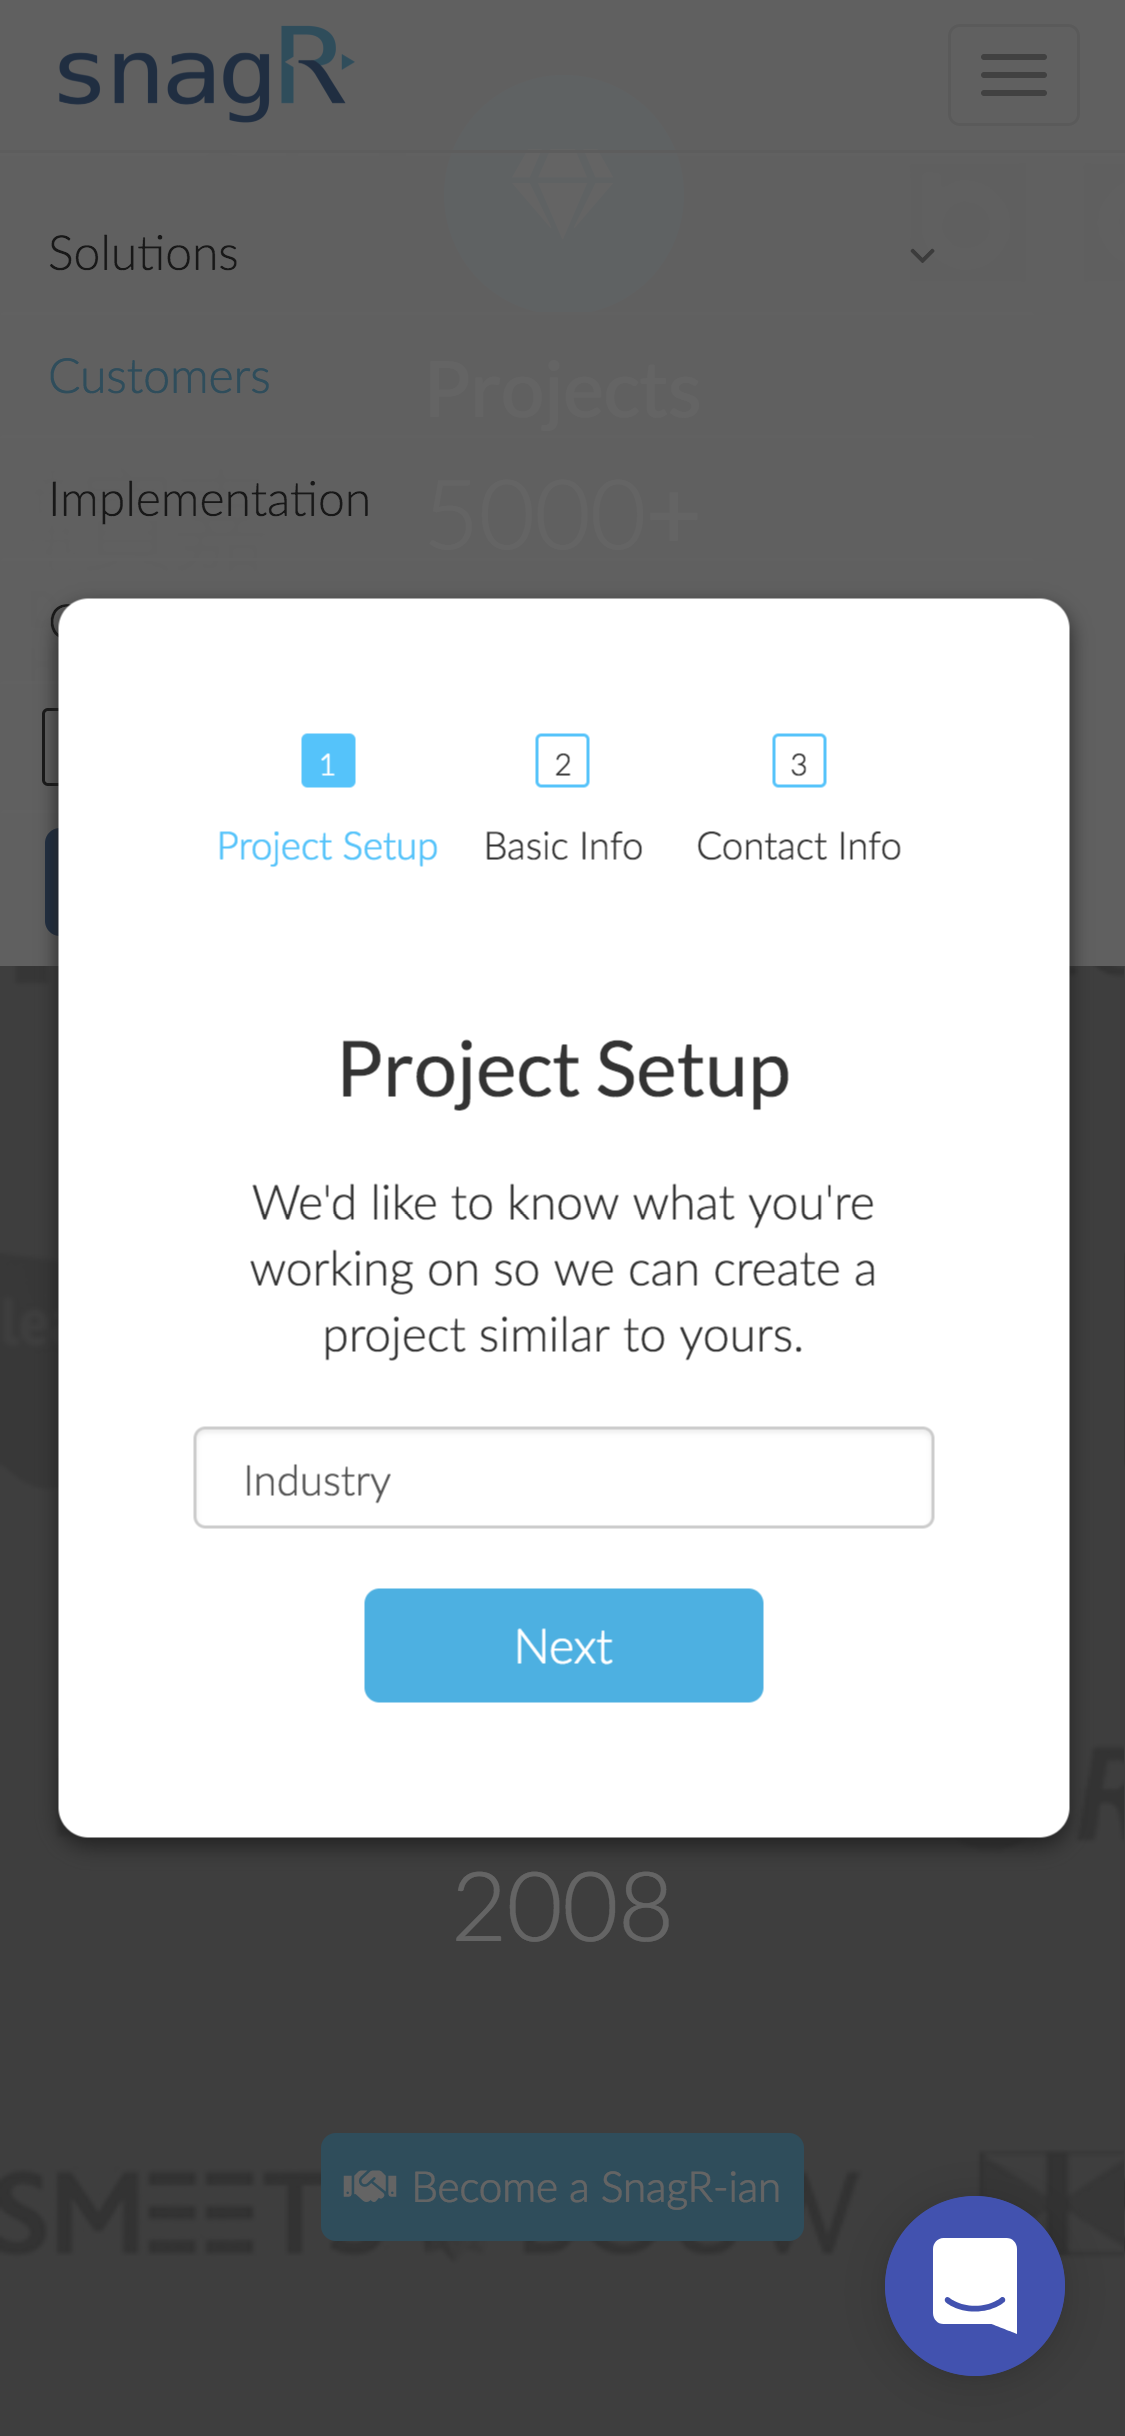 snagR
Solutions
Customers
Projects
Implementation
5000+
1
2
3
Project Setup
Basic Info
Contact Info
Project Setup
We'd like to know what you're
working on so we can create a
project similar to yours.
Industry
Next
2008
Become a SnagR-ian